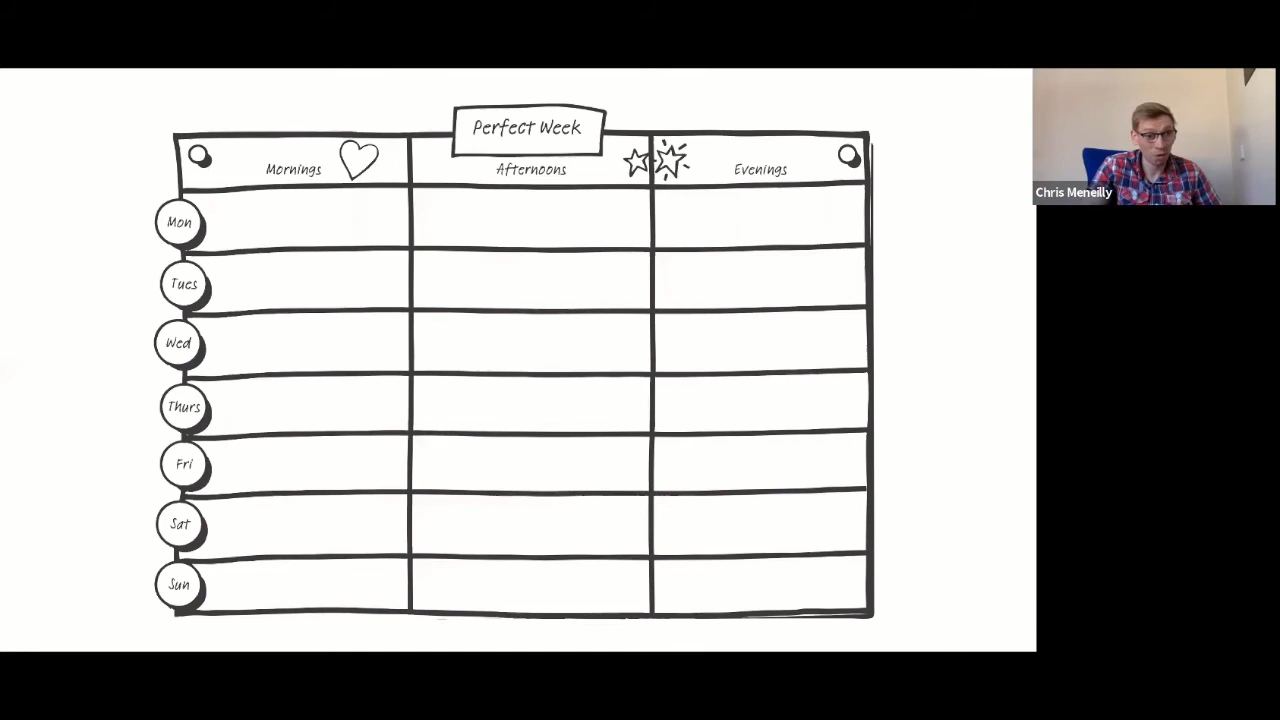 Perfect Week
Mornings Afternoons Evenings
Mon
Tues
Wed
Thurs
Fri
Sat
Sun
Chris Meneilly